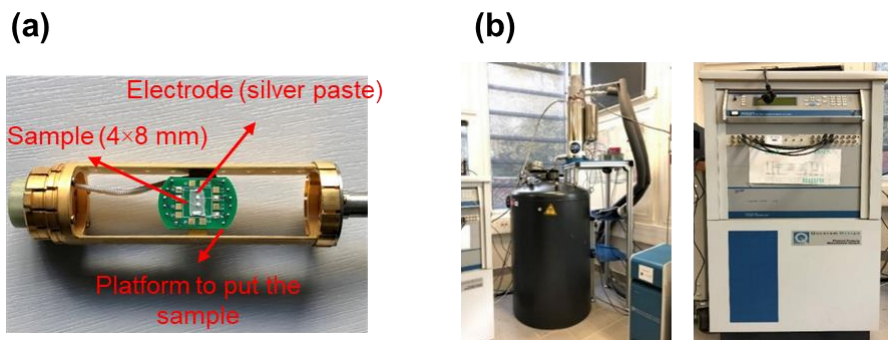 (a)
(b)
Electrode (silver paste)
Sample (4×8 mm)
Platform to put the
sample
Quantum Design